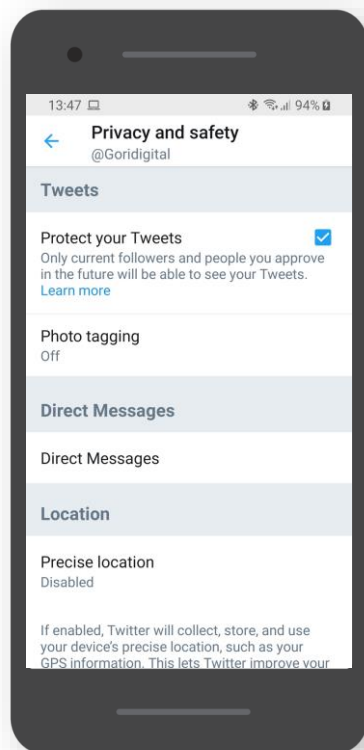 13:47 94%
Privacy and safety
@Goridigital
Tweets
Protect your Tweets
Only current followers and people you approve
in the future will be able to see your Tweets.
Learn more
Photo tagging
Off
Direct Messages
Direct Messages
Location
Precise location
Disabled
If enabled, Twitter will collect, store, and use
your device's precise location, such as your
GPS information. This lets Twitter improve your